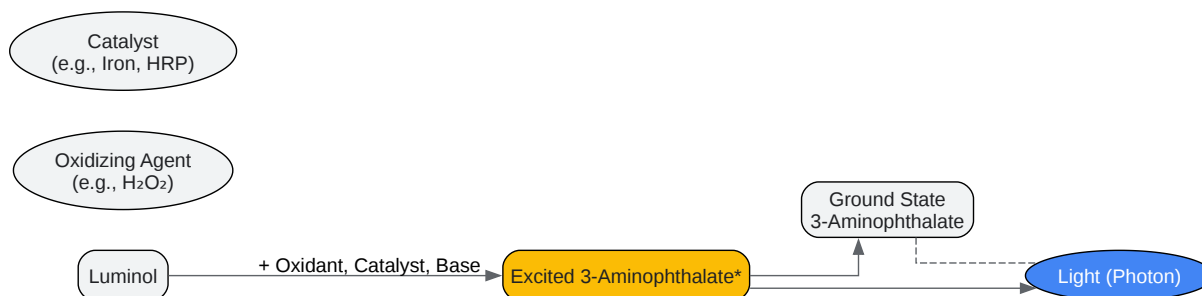 Catalyst
(e.g., Iron, HRP)
Oxidizing Agent
(e.g., H₂O₂)
Ground State
3-Aminophthalate
Luminol
+ Oxidant, Catalyst, Base
Excited 3-Aminophthalate*
Light (Photon)